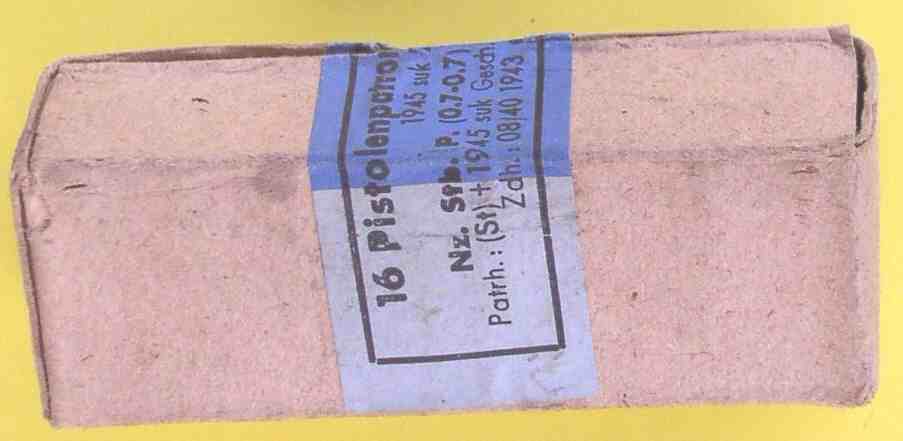 16 Pistolenpatro
1945 suk
Nz. Stb. P. (0.7·0.7)
Patrh.: (St) + 1945 suk Gesch
Zdh.: 08/40 1943